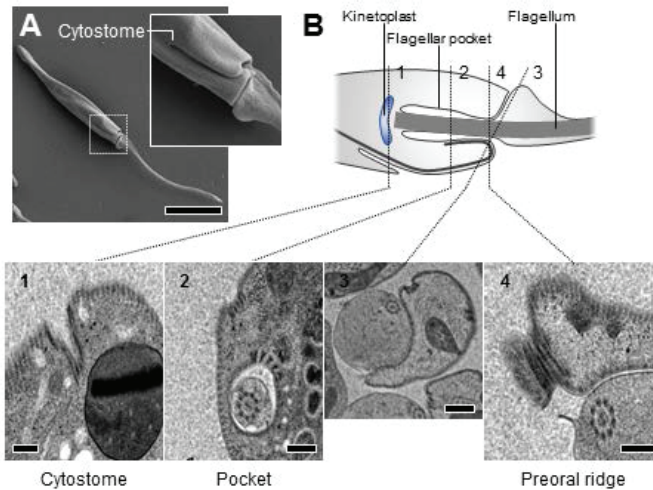 A
Cytostome
B
Kinetoplast
Flagellum
Flagellar pocket
1
2
4
3
1
2
3
4
Cytostome
Pocket
Preoral ridge